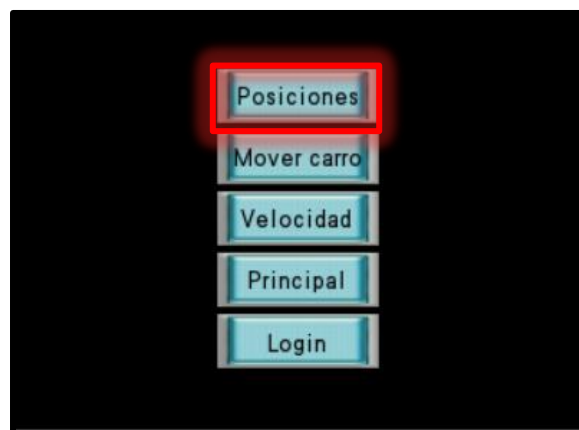 Posiciones
Mover carro
Velocidad
Principal
Login